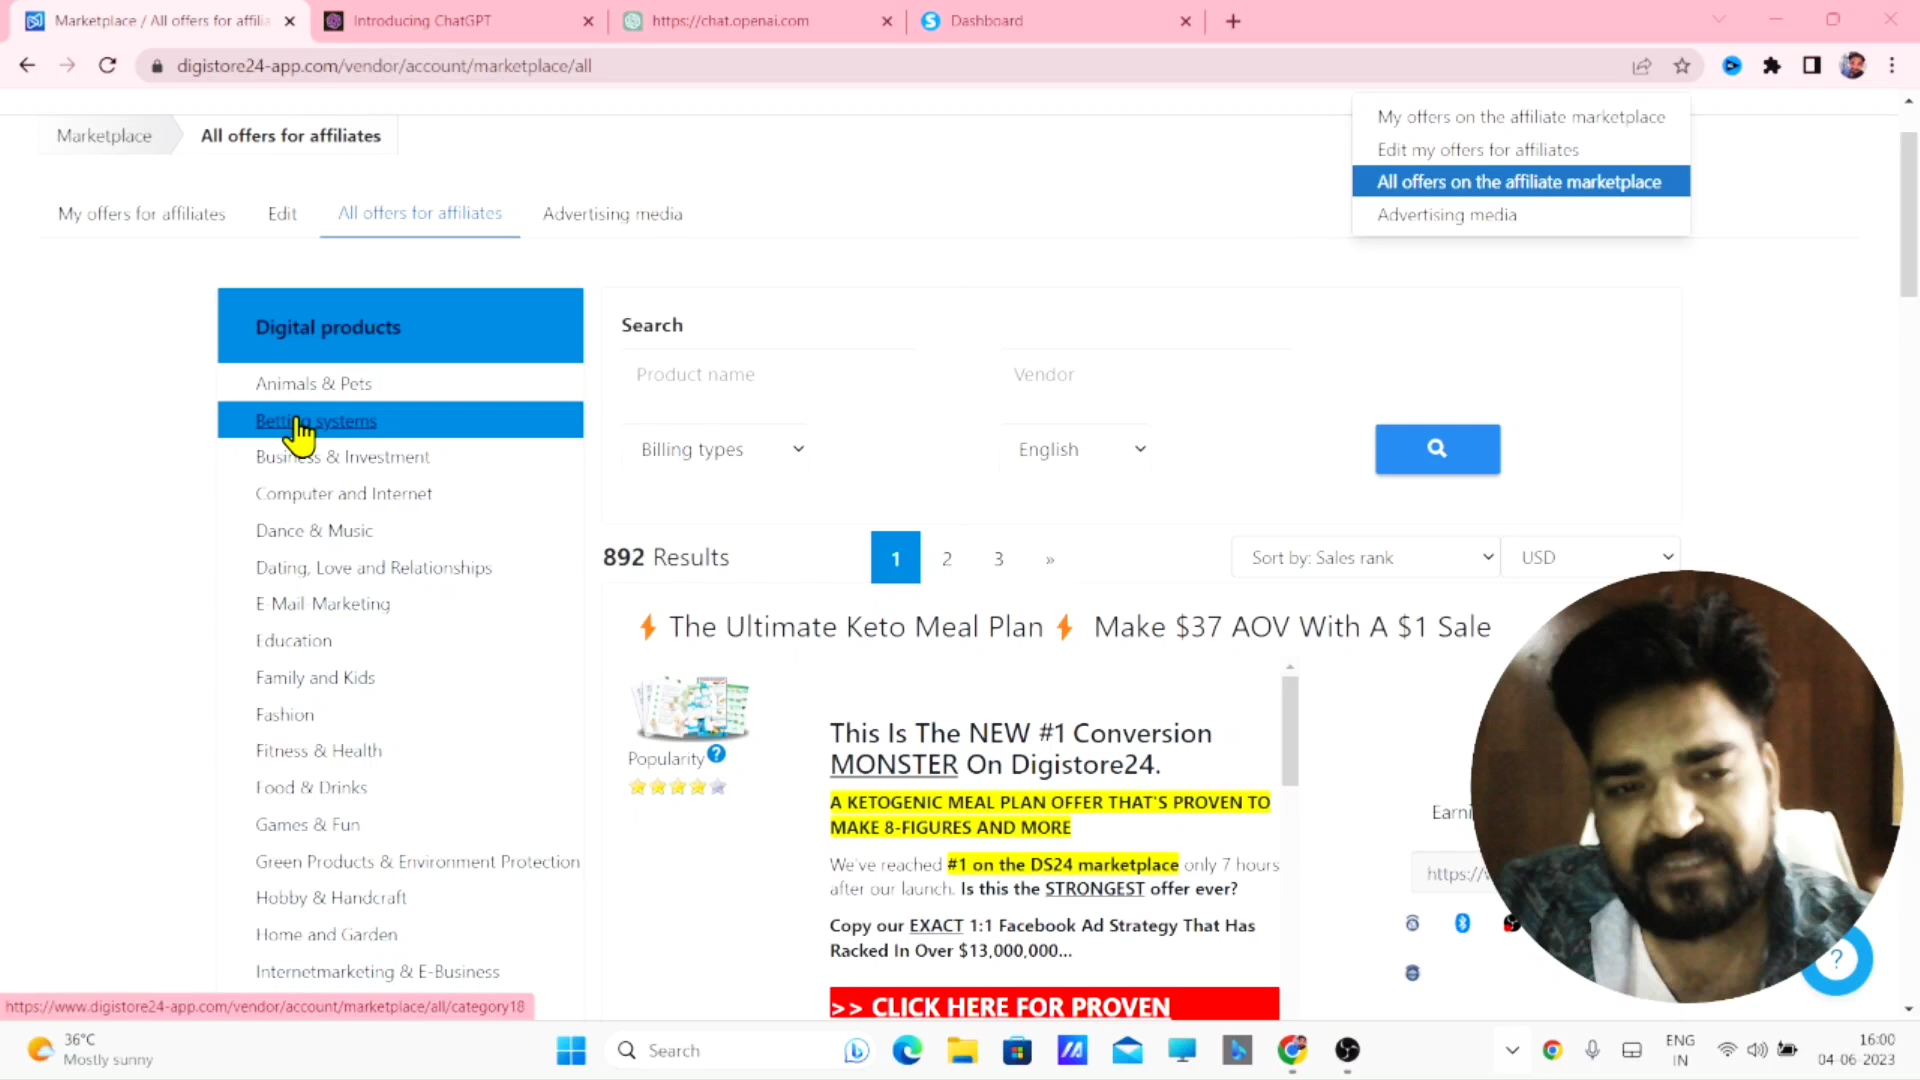 Marketplace / All offers for affilia
Introducing ChatGPT
https://chat.openai.com
Dashboard
digistore24-app.com/vendor/account/marketplace/all
My offers on the affiliate marketplace
Edit my offers for affiliates
All offers on the affiliate marketplace
Advertising media
Marketplace
All offers for affiliates
My offers for affiliates
Edit
All offers for affiliates
Advertising media
Digital products
Animals & Pets
Betting systems
Business & Investment
Computer and Internet
Dance & Music
Dating, Love and Relationships
E-Mail-Marketing
Education
Family and Kids
Fashion
Fitness & Health
Food & Drinks
Games & Fun
Green Products & Environment Protection
Hobby & Handcraft
Home and Garden
Internetmarketing & E-Business
Search
Product name
Vendor
Billing types
English
892 Results
1 2 3 »
Sort by: Sales rank
USD
The Ultimate Keto Meal Plan Make $37 AOV With A $1 Sale
Popularity ?
This Is The NEW #1 Conversion
MONSTER On Digistore24.
A KETOGENIC MEAL PLAN OFFER THAT'S PROVEN TO
MAKE 8-FIGURES AND MORE
We've reached #1 on the DS24 marketplace only 7 hours
after our launch. Is this the STRONGEST offer ever?
Copy our EXACT 1:1 Facebook Ad Strategy That Has
Racked In Over $13,000,000...
>> CLICK HERE FOR PROVEN
Earni
https://
?
https://www.digistore24-app.com/vendor/account/marketplace/all/category18
36°C
Mostly sunny
Search
ENG
IN
16:00
04-06-2023